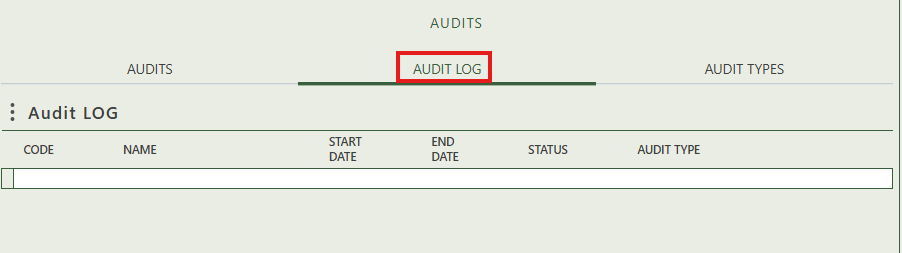 AUDITS
AUDITS AUDIT LOG AUDIT TYPES
Audit LOG
CODE NAME START DATE END DATE STATUS AUDIT TYPE